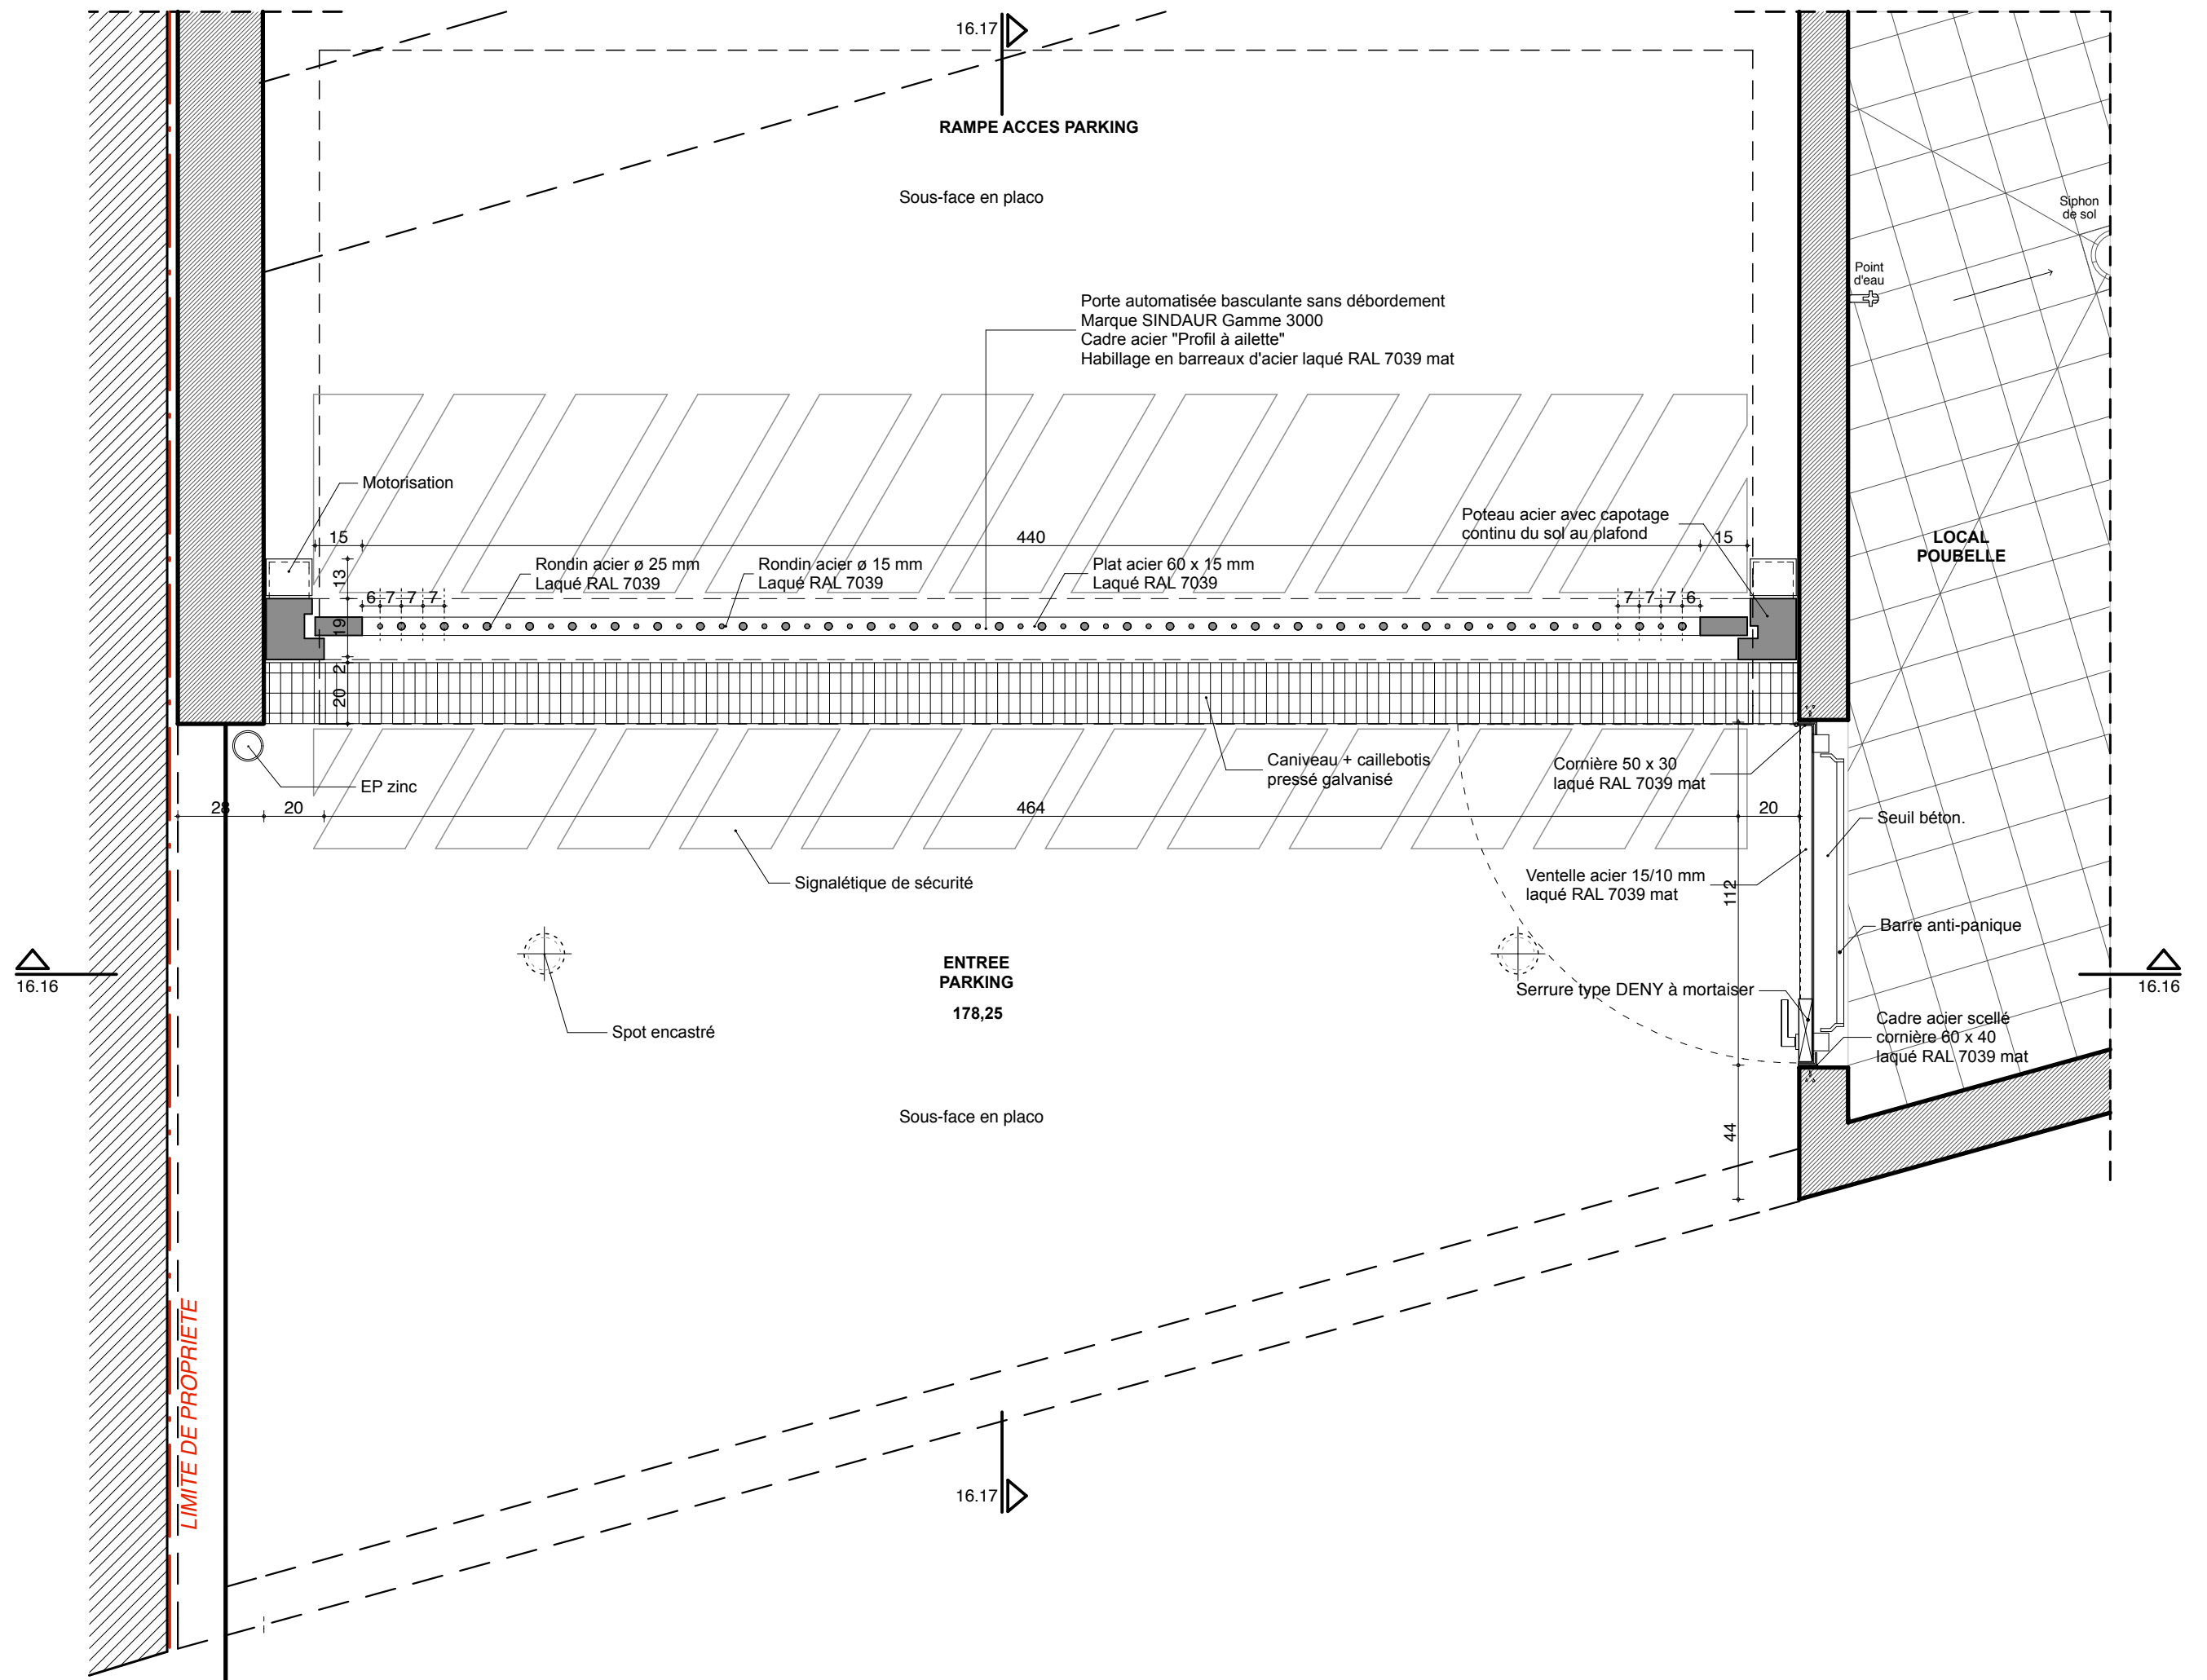 16.17
RAMPE ACCES PARKING
Sous-face en placo
Siphon
de sol
Point
d'eau
Porte automatisée basculante sans débordement
Marque SINDAUR Gamme 3000
Cadre acier "Profil à ailette"
Habillage en barreaux d'acier laqué RAL 7039 mat
Motorisation
Poteau acier avec capotage
continu du sol au plafond
LOCAL
POUBELLE
15
440
15
Rondin acier ø 25 mm
Laqué RAL 7039
Rondin acier ø 15 mm
Laqué RAL 7039
Plat acier 60 x 15 mm
Laqué RAL 7039
13
6
7
7
7
7
7
7
6
19
2
20
EP zinc
Caniveau + caillebotis
pressé galvanisé
Cornière 50 x 30
laqué RAL 7039 mat
28
20
464
20
Seuil béton.
Signalétique de sécurité
Ventelle acier 15/10 mm
laqué RAL 7039 mat
112
Barre anti-panique
16.16
ENTREE
PARKING
178,25
Serrure type DENY à mortaiser
16.16
Spot encastré
Cadre acier scellé
cornière 60 x 40
laqué RAL 7039 mat
Sous-face en placo
44
LIMITE DE PROPRIETE
16.17